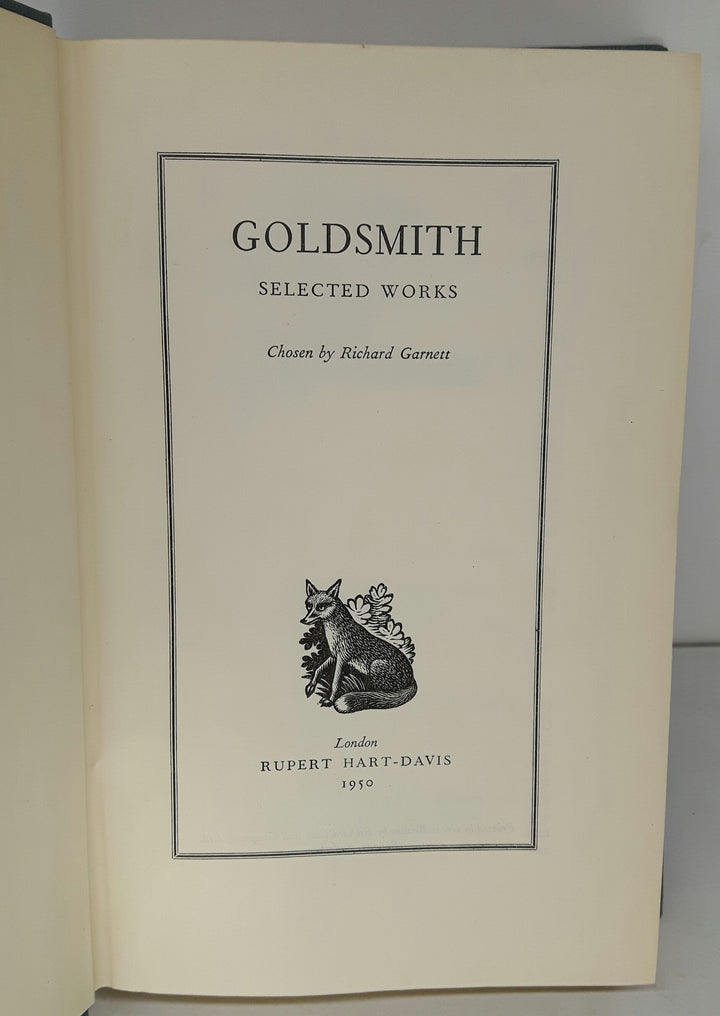 GOLDSMITH
SELECTED WORKS
Chosen by Richard Garnett
London
RUPERT HART-DAVIS
1950